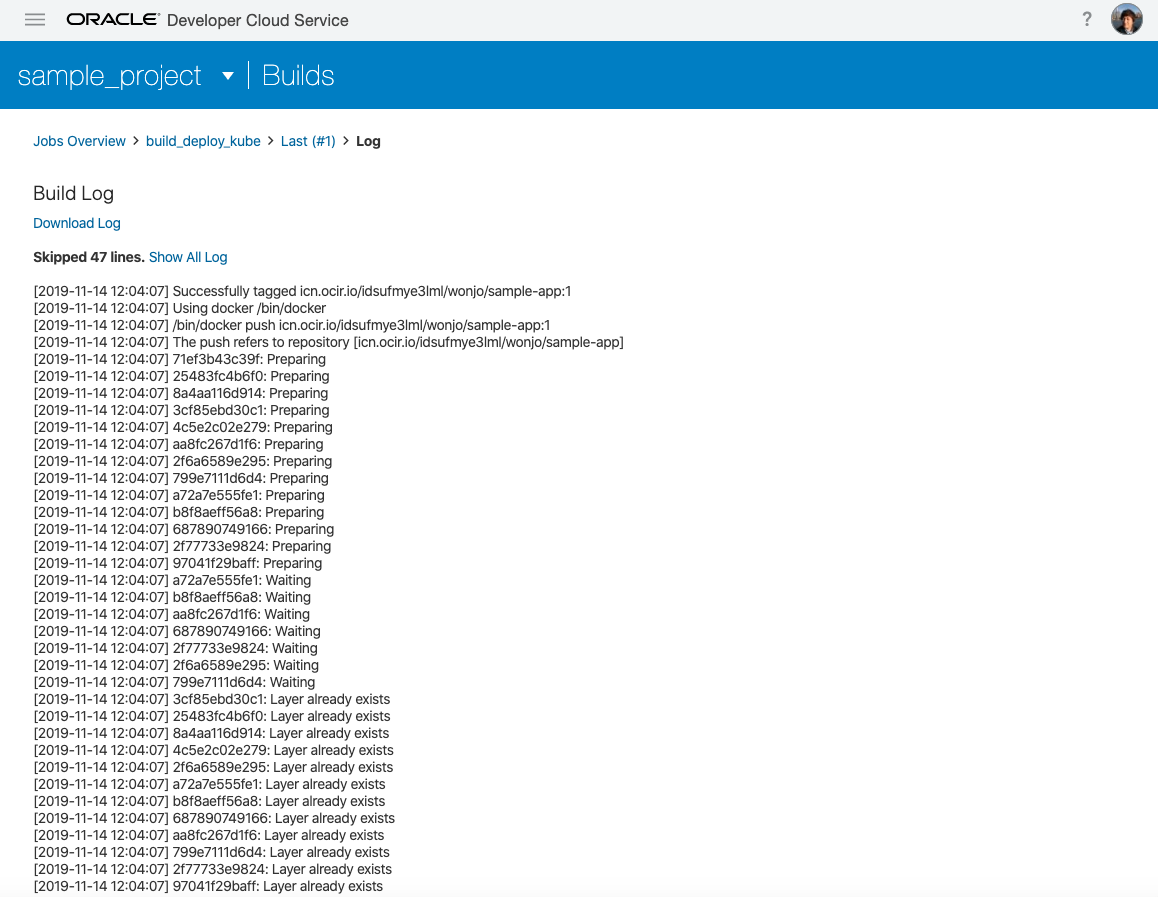 ORACLE® Developer Cloud Service ?
sample_project Builds
Jobs Overview > build_deploy_kube > Last (#1) > Log
Build Log
Download Log
Skipped 47 lines. Show All Log
[2019-11-14 12:04:07] Successfully tagged icn.ocir.io/idsufmye3lml/wonjo/sample-app:1
[2019-11-14 12:04:07] Using docker /bin/docker
[2019-11-14 12:04:07] /bin/docker push icn.ocir.io/idsufmye3lml/wonjo/sample-app:1
[2019-11-14 12:04:07] The push refers to repository [icn.ocir.io/idsufmye3lml/wonjo/sample-app]
[2019-11-14 12:04:07] 71ef3b43c39f: Preparing
[2019-11-14 12:04:07] 25483fc4b6f0: Preparing
[2019-11-14 12:04:07] 8a4aa116d914: Preparing
[2019-11-14 12:04:07] 3cf85ebd30c1: Preparing
[2019-11-14 12:04:07] 4c5e2c02e279: Preparing
[2019-11-14 12:04:07] aa8fc267d1f6: Preparing
[2019-11-14 12:04:07] 2f6a6589e295: Preparing
[2019-11-14 12:04:07] 799e7111d6d4: Preparing
[2019-11-14 12:04:07] a72a7e555fe1: Preparing
[2019-11-14 12:04:07] b8f8aeff56a8: Preparing
[2019-11-14 12:04:07] 687890749166: Preparing
[2019-11-14 12:04:07] 2f77733e9824: Preparing
[2019-11-14 12:04:07] 97041f29baff: Preparing
[2019-11-14 12:04:07] a72a7e555fe1: Waiting
[2019-11-14 12:04:07] b8f8aeff56a8: Waiting
[2019-11-14 12:04:07] aa8fc267d1f6: Waiting
[2019-11-14 12:04:07] 687890749166: Waiting
[2019-11-14 12:04:07] 2f77733e9824: Waiting
[2019-11-14 12:04:07] 2f6a6589e295: Waiting
[2019-11-14 12:04:07] 799e7111d6d4: Waiting
[2019-11-14 12:04:07] 3cf85ebd30c1: Layer already exists
[2019-11-14 12:04:07] 25483fc4b6f0: Layer already exists
[2019-11-14 12:04:07] 8a4aa116d914: Layer already exists
[2019-11-14 12:04:07] 4c5e2c02e279: Layer already exists
[2019-11-14 12:04:07] 2f6a6589e295: Layer already exists
[2019-11-14 12:04:07] a72a7e555fe1: Layer already exists
[2019-11-14 12:04:07] b8f8aeff56a8: Layer already exists
[2019-11-14 12:04:07] 687890749166: Layer already exists
[2019-11-14 12:04:07] aa8fc267d1f6: Layer already exists
[2019-11-14 12:04:07] 799e7111d6d4: Layer already exists
[2019-11-14 12:04:07] 2f77733e9824: Layer already exists
[2019-11-14 12:04:07] 97041f29baff: Layer already exists